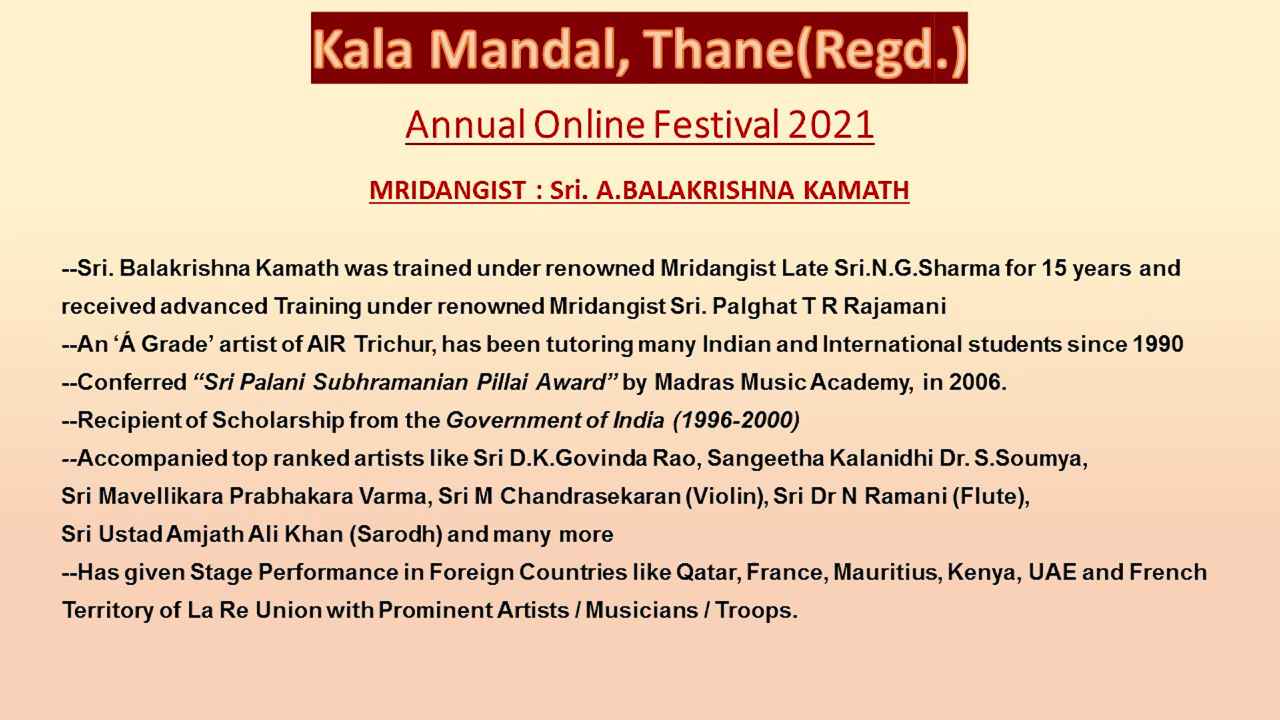 Kala Mandal, Thane(Regd.)
Annual Online Festival 2021
MRIDANGIST : Sri. A.BALAKRISHNA KAMATH
--Sri. Balakrishna Kamath was trained under renowned Mridangist Late Sri.N.G.Sharma for 15 years and
received advanced Training under renowned Mridangist Sri. Palghat T R Rajamani
--An ‘Á Grade’ artist of AIR Trichur, has been tutoring many Indian and International students since 1990
--Conferred “Sri Palani Subhramanian Pillai Award” by Madras Music Academy, in 2006.
--Recipient of Scholarship from the Government of India (1996-2000)
--Accompanied top ranked artists like Sri D.K.Govinda Rao, Sangeetha Kalanidhi Dr. S.Soumya,
Sri Mavellikara Prabhakara Varma, Sri M Chandrasekaran (Violin), Sri Dr N Ramani (Flute),
Sri Ustad Amjath Ali Khan (Sarodh) and many more
--Has given Stage Performance in Foreign Countries like Qatar, France, Mauritius, Kenya, UAE and French
Territory of La Re Union with Prominent Artists / Musicians / Troops.